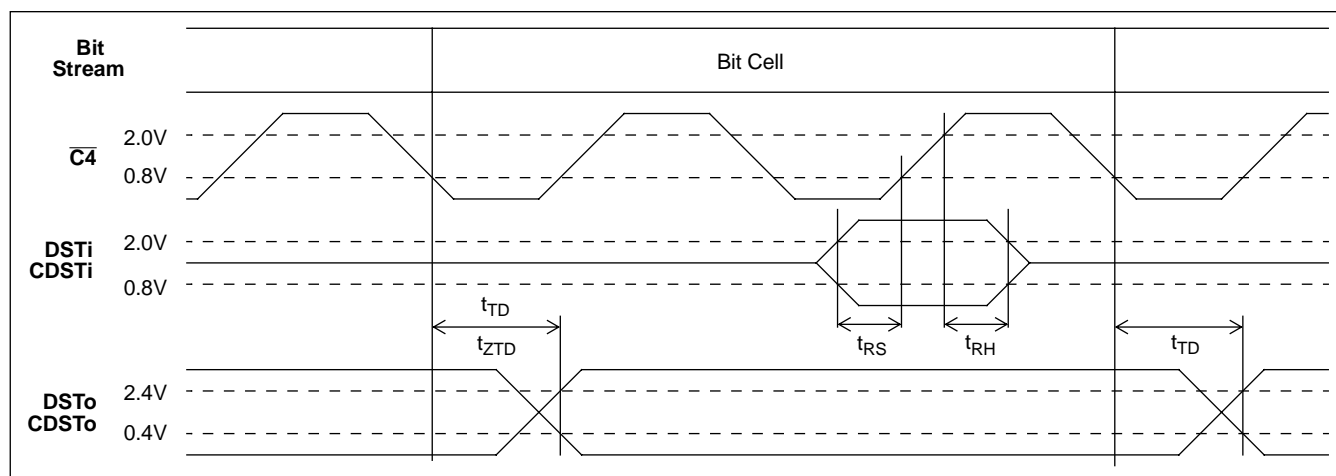 Bit
Stream
Bit Cell
C4
2.0V
0.8V
DSTi
CDSTi
2.0V
0.8V
tTD
tZTD
tRS
tRH
tTD
DSTo
CDSTo
2.4V
0.4V